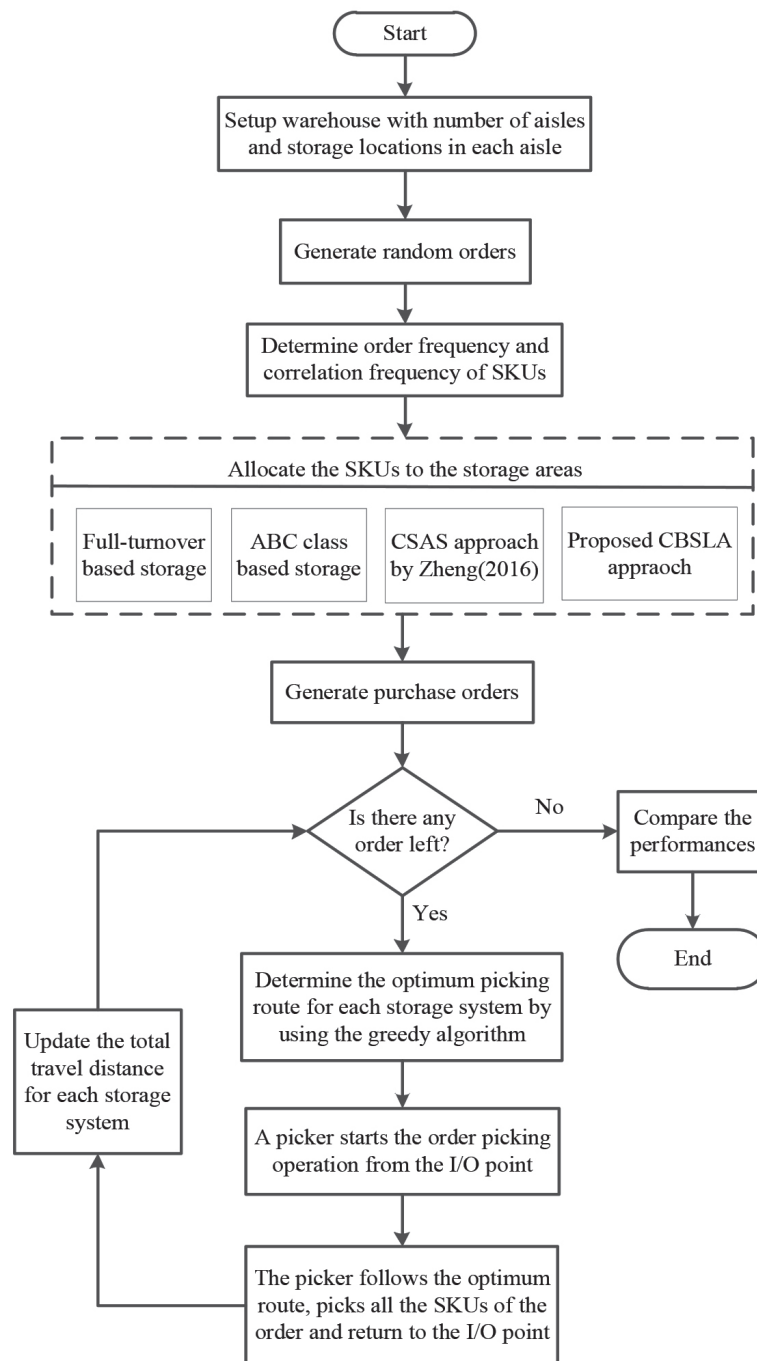 Start
Setup warehouse with number of aisles
and storage locations in each aisle
Generate random orders
Determine order frequency and
correlation frequency of SKUs
Allocate the SKUs to the storage areas
Full-turnover
based storage
ABC class
based storage
CSAS approach
by Zheng(2016)
Proposed CBSLA
appraoch
Generate purchase orders
Is there any
order left?
No
Compare the
performances
Yes
End
Determine the optimum picking
route for each storage system by
using the greedy algorithm
Update the total
travel distance
for each storage
system
A picker starts the order picking
operation from the I/O point
The picker follows the optimum
route, picks all the SKUs of the
order and return to the I/O point